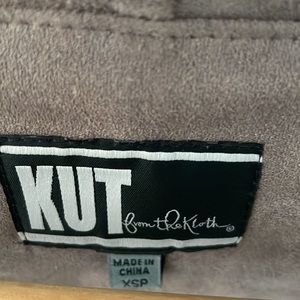 KUT from the Kloth®
MADE IN
CHINA
XSP